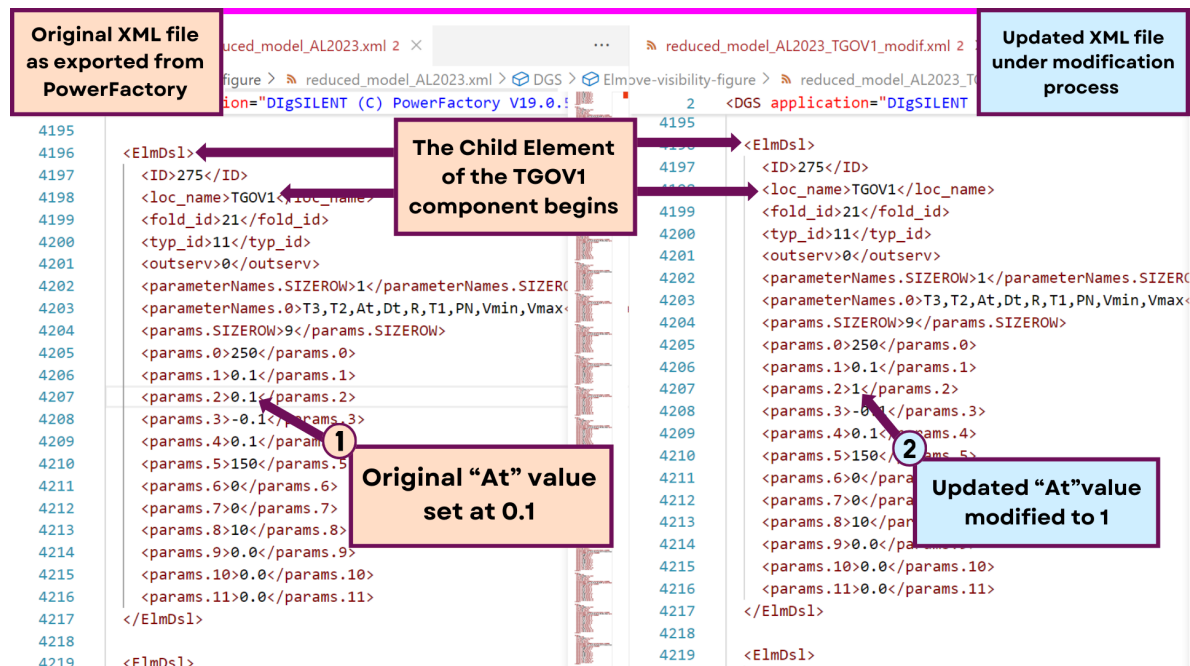 Original XML file
as exported from
PowerFactory
uced_model_AL2023.xml 2
figure > reduced_model_AL2023.xml > DGS > Elm
ion="DIgSILENT (C) PowerFactory V19.0.5
4195
4196 <ElmDsl>
4197 <ID>275</ID>
4198 <loc_name>TGOV1</loc_name>
4199 <fold_id>21</fold_id>
4200 <typ_id>11</typ_id>
4201 <outserv>0</outserv>
4202 <parameterNames.SIZEROW>1</parameterNames.SIZERO
4203 <parameterNames.0>T3,T2,At,Dt,R,T1,PN,Vmin,Vmax<
4204 <params.SIZEROW>9</params.SIZEROW>
4205 <params.0>250</params.0>
4206 <params.1>0.1</params.1>
4207 <params.2>0.1</params.2>
4208 <params.3>-0.1</params.3>
4209 <params.4>0.1</param
4210 <params.5>150</params.5
4211 <params.6>0</params.6>
4212 <params.7>0</params.7>
4213 <params.8>10</params.8>
4214 <params.9>0.0</params.9>
4215 <params.10>0.0</params.10>
4216 <params.11>0.0</params.11>
4217 </ElmDsl>
4218
4219 <ElmDsl>
The Child Element
of the TGOV1
component begins
1
Original “At” value
set at 0.1
reduced_model_AL2023_TGOV1_modif.xml 2
ove-visibility-figure > reduced_model_AL2023_T
2 <DGS application="DIgSILENT
Updated XML file
under modification
process
4195
<ElmDsl>
4197 <ID>275</ID>
<loc_name>TGOV1</loc_name>
4199 <fold_id>21</fold_id>
4200 <typ_id>11</typ_id>
4201 <outserv>0</outserv>
4202 <parameterNames.SIZEROW>1</parameterNames.SIZERO
4203 <parameterNames.0>T3,T2,At,Dt,R,T1,PN,Vmin,Vmax
4204 <params.SIZEROW>9</params.SIZEROW>
4205 <params.0>250</params.0>
4206 <params.1>0.1</params.1>
4207 <params.2>1</params.2>
4208 <params.3>-0.1</params.3>
4209 <params.4>0.1</params.4>
4210 <params.5>150</params.5>
4211 <params.6>0</para
4212 <params.7>0</para
4213 <params.8>10</par
4214 <params.9>0.0</pa
4215 <params.10>0.0</params.10>
4216 <params.11>0.0</params.11>
4217 </ElmDsl>
4218
4219 <ElmDsl>
2
Updated “At”value
modified to 1